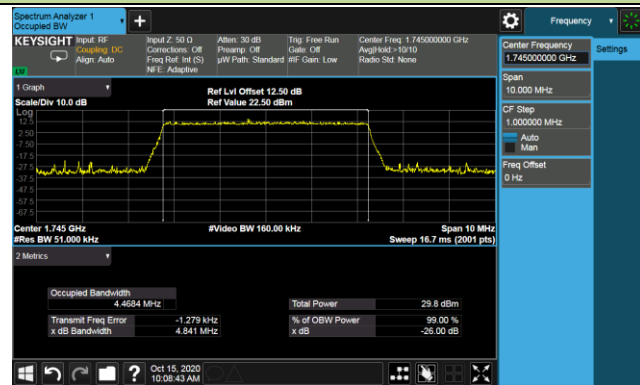 Spectrum Analyzer 1
Occupied BW
+
Frequency
KEYSIGHT
Input: RF
Coupling: DC
Align: Auto
Input Z: 50 Ω
Corrections: Off
Freq Ref: Int (S)
NFE: Adaptive
Atten: 30 dB
Preamp: Off
µW Path: Standard
Trig: Free Run
Gate: Off
#IF Gain: Low
Center Freq: 1.745000000 GHz
Avg|Hold:>10/10
Radio Std: None
LU
Center Frequency
1.745000000 GHz
Settings
Span
10.000 MHz
CF Step
1.000000 MHz
Auto
Man
Freq Offset
0 Hz
1 Graph
Scale/Div 10.0 dB
Ref Lvl Offset 12.50 dB
Ref Value 22.50 dBm
Log
12.5
2.50
-7.50
-17.5
-27.5
-37.5
-47.5
-57.5
-67.5
Center 1.745 GHz
#Res BW 51.000 kHz
#Video BW 160.00 kHz
Span 10 MHz
Sweep 16.7 ms (2001 pts)
2 Metrics
Occupied Bandwidth
4.4684 MHz
Total Power 29.8 dBm
Transmit Freq Error -1.279 kHz
% of OBW Power 99.00 %
x dB Bandwidth 4.841 MHz
x dB -26.00 dB
?
Oct 15, 2020
10:08:43 AM